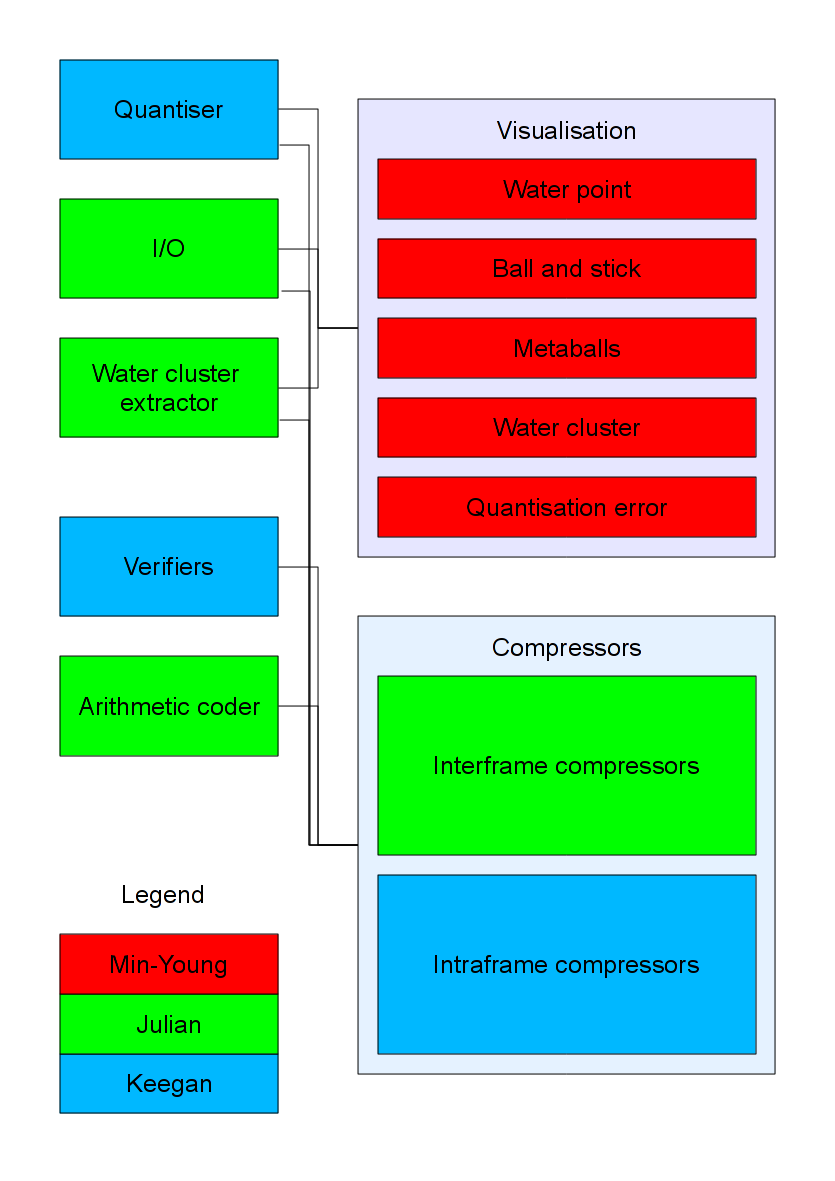 Quantiser
I/O
Water cluster
extractor
Verifiers
Arithmetic coder
Visualisation
Water point
Ball and stick
Metaballs
Water cluster
Quantisation error
Compressors
Interframe compressors
Intraframe compressors
Legend
Min-Young
Julian
Keegan